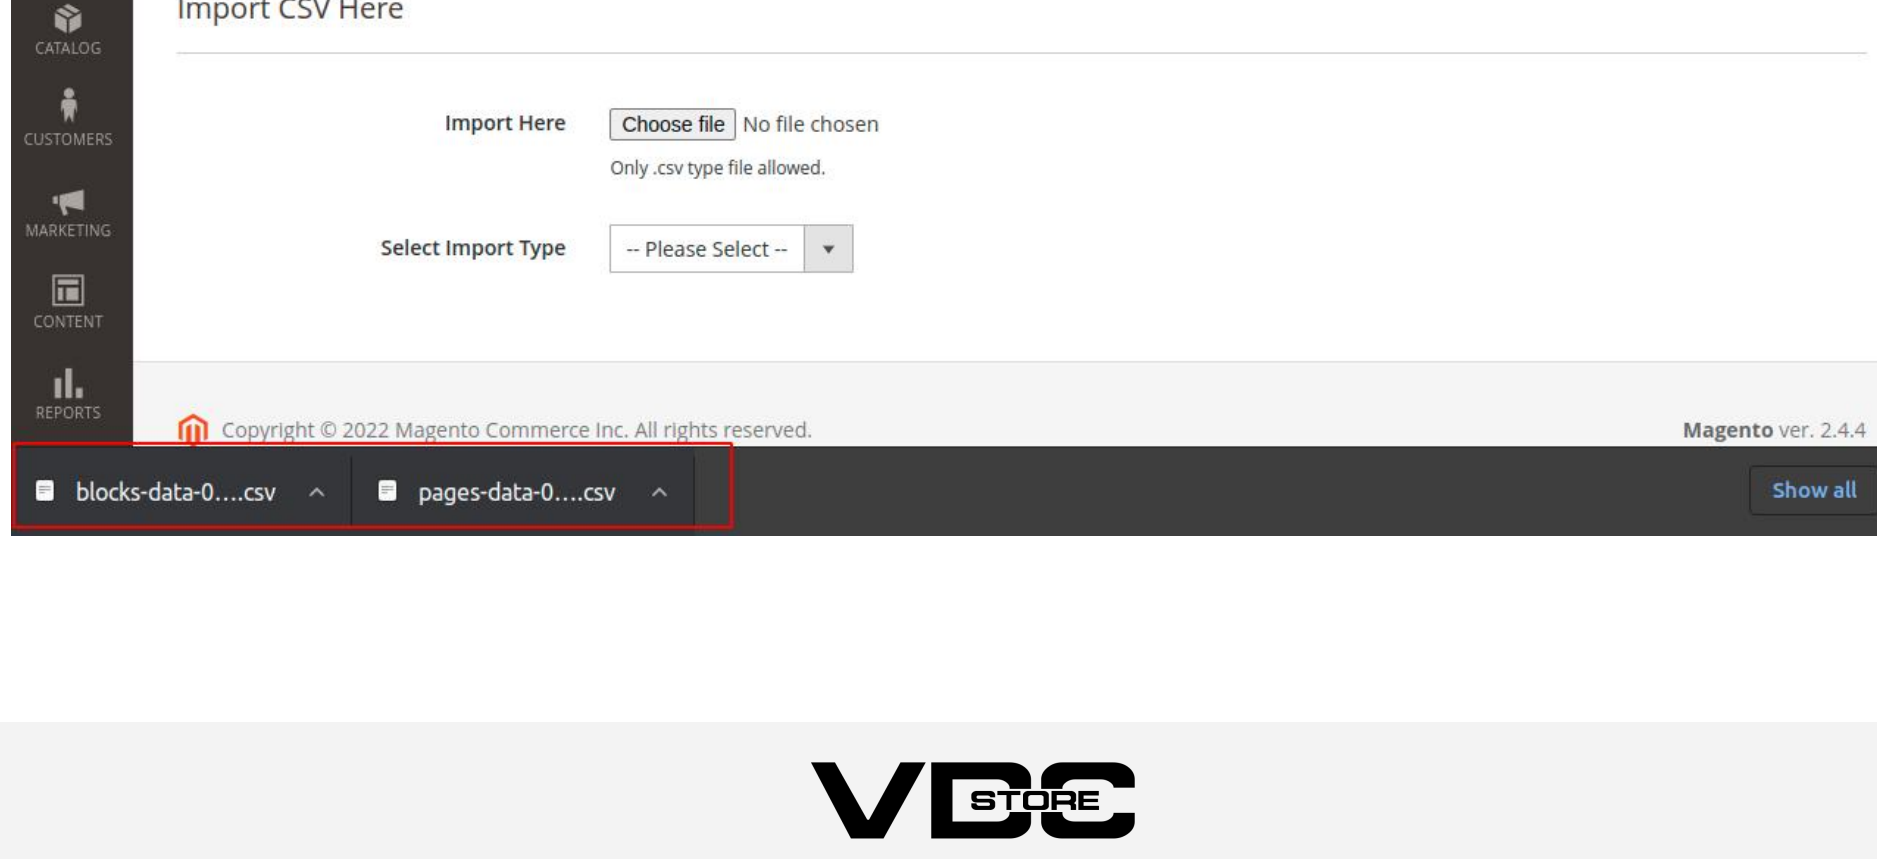 Import CSV Here
CATALOG
CUSTOMERS
MARKETING
CONTENT
REPORTS
Import Here
Choose file No file chosen
Only .csv type file allowed.
Select Import Type
-- Please Select --
Copyright © 2022 Magento Commerce Inc. All rights reserved.
Magento ver. 2.4.4
blocks-data-0....csv
pages-data-0....csv
Show all
VDC
STORE